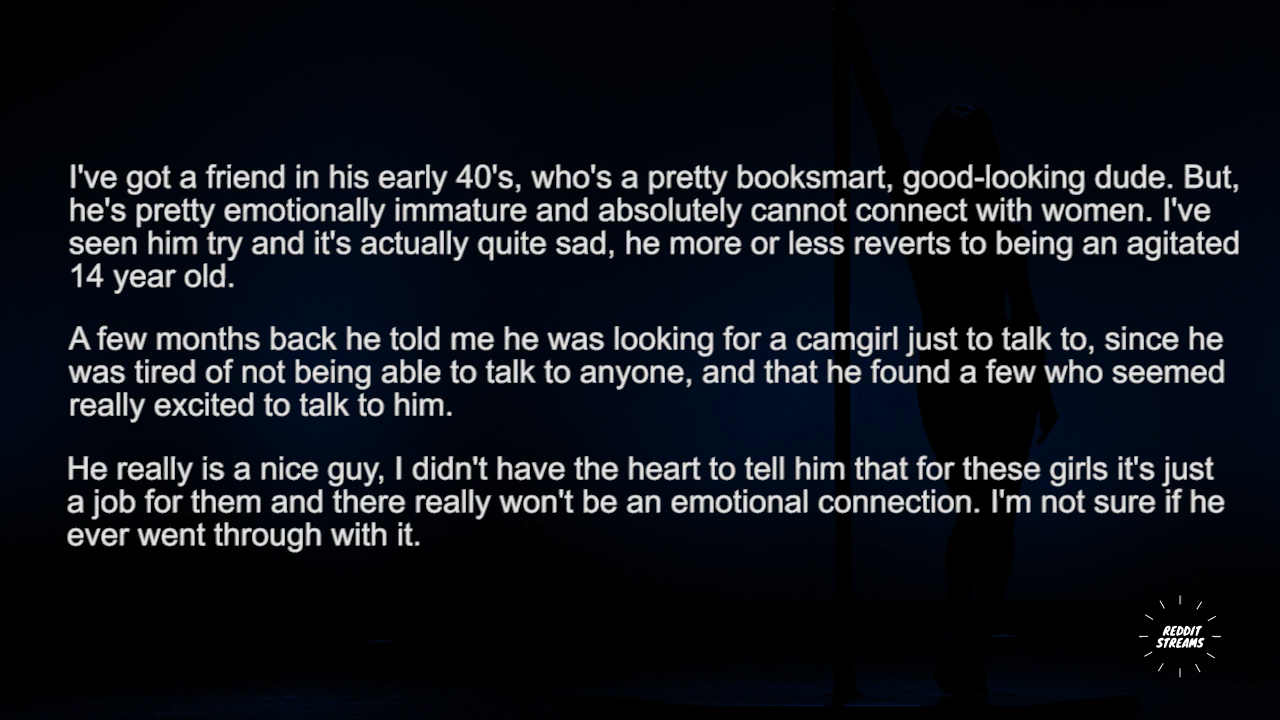 I've got a friend in his early 40's, who's a pretty booksmart, good-looking dude. But,
he's pretty emotionally immature and absolutely cannot connect with women. I've
seen him try and it's actually quite sad, he more or less reverts to being an agitated
14 year old.
A few months back he told me he was looking for a camgirl just to talk to, since he
was tired of not being able to talk to anyone, and that he found a few who seemed
really excited to talk to him.
He really is a nice guy, I didn't have the heart to tell him that for these girls it's just
a job for them and there really won't be an emotional connection. I'm not sure if he
ever went through with it.
REDDIT
STREAMS